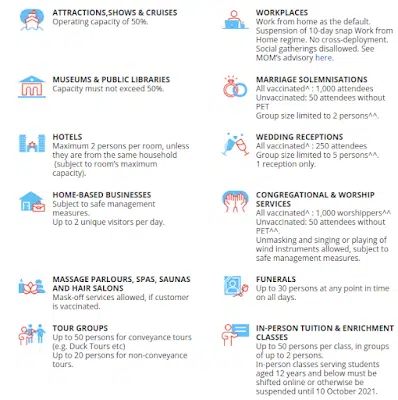 ATTRACTIONS,SHOWS & CRUISES
Operating capacity of 50%.
MUSEUMS & PUBLIC LIBRARIES
Capacity must not exceed 50%.
HOTELS
Maximum 2 persons per room, unless
they are from the same household
(subject to room's maximum
capacity).
HOME-BASED BUSINESSES
Subject to safe management
measures.
Up to 2 unique visitors per day.
MASSAGE PARLOURS, SPAS, SAUNAS
AND HAIR SALONS
Mask-off services allowed, if customer
is vaccinated.
TOUR GROUPS
Up to 50 persons for conveyance tours
(e.g. Duck Tours etc)
Up to 20 persons for non-conveyance
tours.
WORKPLACES
Work from home as the default.
Suspension of 10-day snap Work from
Home regime. No cross-deployment.
Social gatherings disallowed. See
MOM's advisory here.
MARRIAGE SOLEMNISATIONS
All vaccinated^ : 1,000 attendees
Unvaccinated: 50 attendees without
PET
Group size limited to 2 persons^^.
WEDDING RECEPTIONS
All vaccinated^ : 250 attendees
Group size limited to 5 persons^^.
1 reception only.
CONGREGATIONAL & WORSHIP
SERVICES
All vaccinated^ : 1,000 worshippers^^
Unvaccinated: 50 attendees without
PET^^.
Unmasking and singing or playing of
wind instruments allowed, subject to
safe management measures.
FUNERALS
Up to 30 persons at any point in time
on all days.
IN-PERSON TUITION & ENRICHMENT
CLASSES
Up to 50 persons per class, in groups
of up to 2 persons.
In-person classes serving students
aged 12 years and below must be
shifted online or otherwise be
suspended until 10 October 2021.